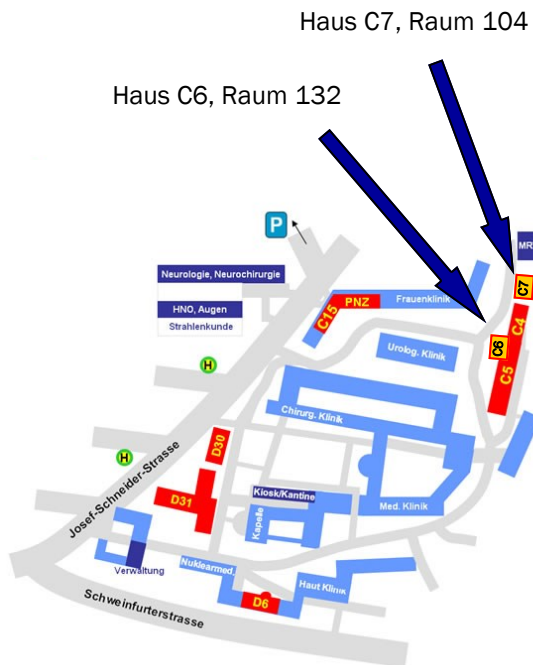 Haus C7, Raum 104
Haus C6, Raum 132
P
MR
Neurologie, Neurochirurgie
C7
PNZ
Frauenklinik
HNO, Augen
C15
C4
Strahlenkunde
C6
Urolog. Klinik
H
C5
Chirurg. Klinik
D30
H
Josef-Schneider-Strasse
D31
Kiosk/Kantine
Med. Klinik
Kapelle
Verwaltung
Nuklearmed.
Haut Klinik
D6
Schweinfurterstrasse